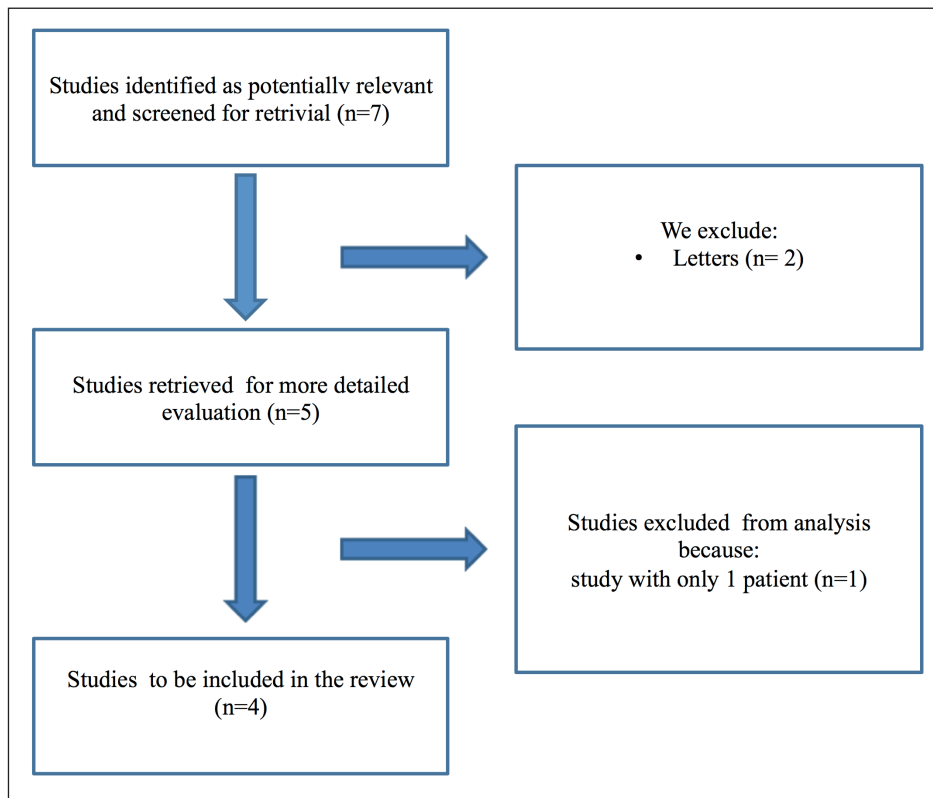 Studies identified as potentially relevant
and screened for retrivial (n=7)
We exclude:
• Letters (n= 2)
Studies retrieved for more detailed
evaluation (n=5)
Studies excluded from analysis
because:
study with only 1 patient (n=1)
Studies to be included in the review
(n=4)